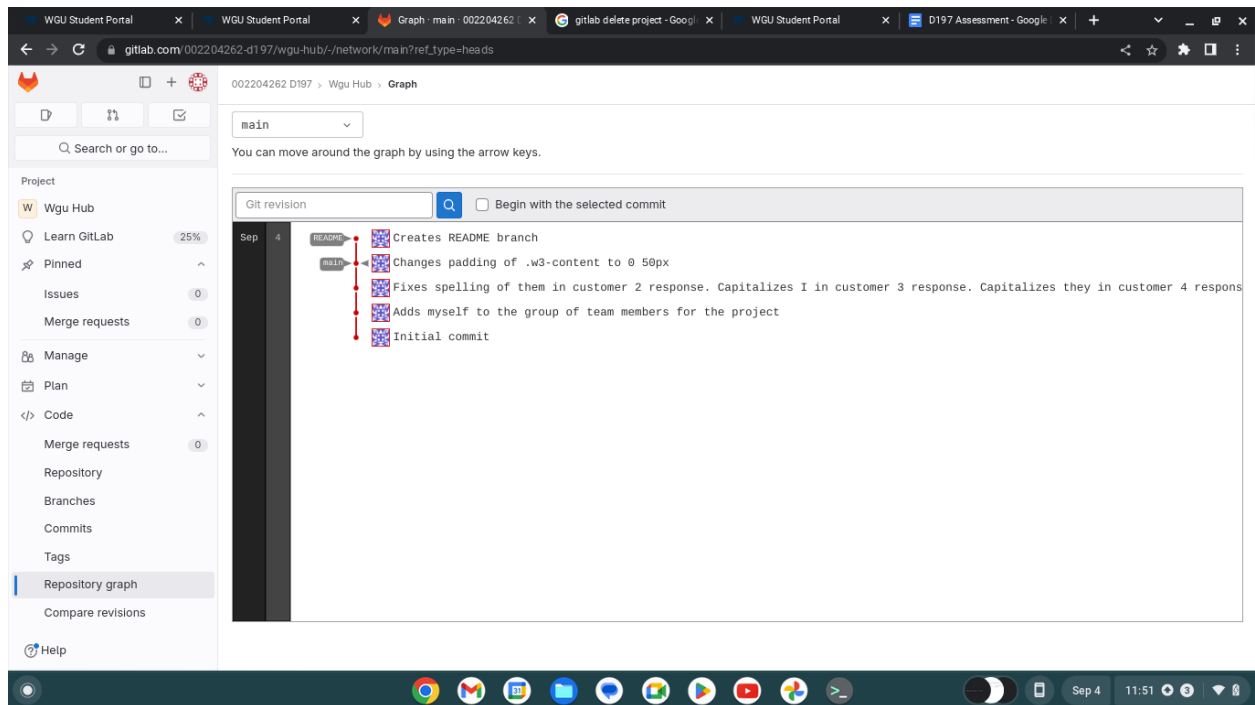 WGU Student Portal
WGU Student Portal
Graph · main · 002204262 D
gitlab delete project - Googl
WGU Student Portal
D197 Assessment - Google
gitlab.com/002204262-d197/wgu-hub/-/network/main?ref_type=heads
002204262 D197 › Wgu Hub › Graph
main
Search or go to...
You can move around the graph by using the arrow keys.
Project
W Wgu Hub
Learn GitLab 25%
Pinned
Issues 0
Merge requests 0
Manage
Plan
Code
Merge requests 0
Repository
Branches
Commits
Tags
Repository graph
Compare revisions
Help
Git revision
Begin with the selected commit
Sep 4 README Creates README branch
main Changes padding of .w3-content to 0 50px
Fixes spelling of them in customer 2 response. Capitalizes I in customer 3 response. Capitalizes they in customer 4 respons
Adds myself to the group of team members for the project
Initial commit
31
Sep 4 11:51 3